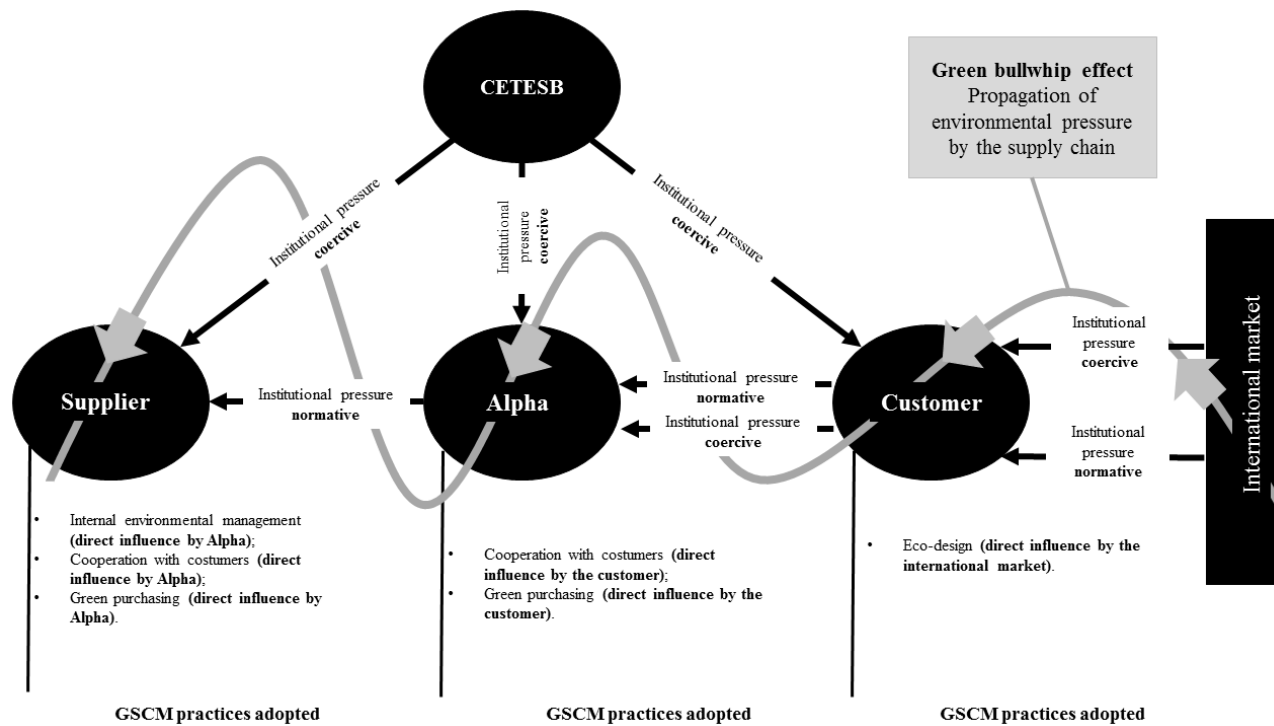 CETESB
Green bullwhip effect
Propagation of
environmental pressure
by the supply chain
Institutional pressure
coercive
Institutional
pressure
coercive
Institutional pressure
coercive
International market
Institutional
pressure
coercive
Supplier
Institutional pressure
normative
Alpha
Institutional pressure
normative
Institutional pressure
coercive
Customer
Institutional
pressure
normative
• Internal environmental management
(direct influence by Alpha);
• Cooperation with costumers (direct
influence by Alpha);
• Green purchasing (direct influence by
Alpha).
• Cooperation with costumers (direct
influence by the customer);
• Green purchasing (direct influence by the
customer).
• Eco-design (direct influence by the
international market).
GSCM practices adopted
GSCM practices adopted
GSCM practices adopted